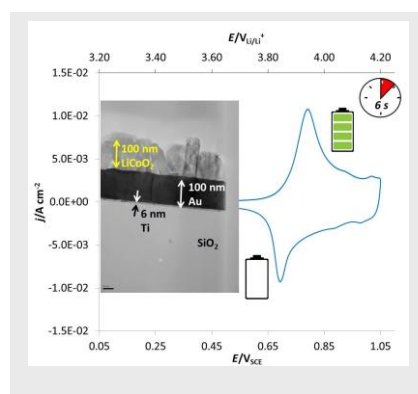 E/V_Li/Li⁺
3.20 3.40 3.60 3.80 4.00 4.20
1.5E-02
1.0E-02
5.0E-03
0.0E+00
-5.0E-03
-1.0E-02
-1.5E-02
j/A cm⁻²
6 s
100 nm
LiCoO₂
100 nm
Au
6 nm
Ti
SiO₂
0.05 0.25 0.45 0.65 0.85 1.05
E/V_SCE